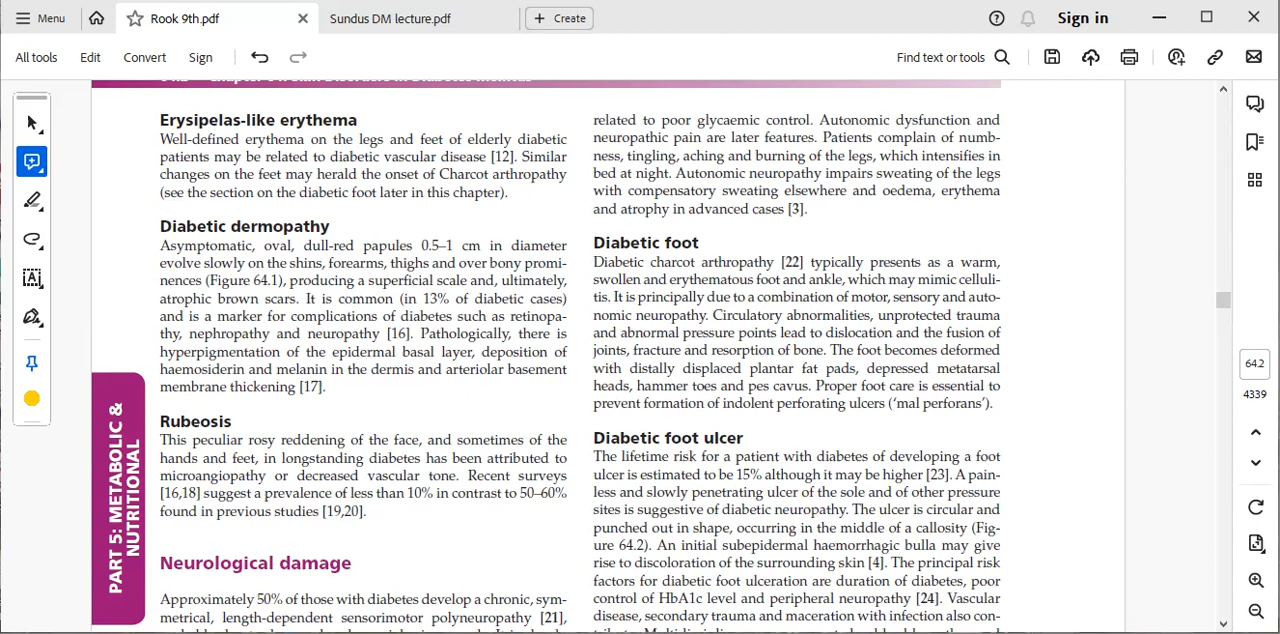 Menu
Rook 9th.pdf
Sundus DM lecture.pdf
Create
Sign in
All tools
Edit
Convert
Sign
Find text or tools
Erysipelas-like erythema
Well-defined erythema on the legs and feet of elderly diabetic
patients may be related to diabetic vascular disease [12]. Similar
changes on the feet may herald the onset of Charcot arthropathy
(see the section on the diabetic foot later in this chapter).
Diabetic dermopathy
Asymptomatic, oval, dull-red papules 0.5–1 cm in diameter
evolve slowly on the shins, forearms, thighs and over bony promi-
nences (Figure 64.1), producing a superficial scale and, ultimately,
atrophic brown scars. It is common (in 13% of diabetic cases)
and is a marker for complications of diabetes such as retinopa-
thy, nephropathy and neuropathy [16]. Pathologically, there is
hyperpigmentation of the epidermal basal layer, deposition of
haemosiderin and melanin in the dermis and arteriolar basement
membrane thickening [17].
Rubeosis
This peculiar rosy reddening of the face, and sometimes of the
hands and feet, in longstanding diabetes has been attributed to
microangiopathy or decreased vascular tone. Recent surveys
[16,18] suggest a prevalence of less than 10% in contrast to 50–60%
found in previous studies [19,20].
Neurological damage
Approximately 50% of those with diabetes develop a chronic, sym-
metrical, length-dependent sensorimotor polyneuropathy [21],
related to poor glycaemic control. Autonomic dysfunction and
neuropathic pain are later features. Patients complain of numb-
ness, tingling, aching and burning of the legs, which intensifies in
bed at night. Autonomic neuropathy impairs sweating of the legs
with compensatory sweating elsewhere and oedema, erythema
and atrophy in advanced cases [3].
Diabetic foot
Diabetic charcot arthropathy [22] typically presents as a warm,
swollen and erythematous foot and ankle, which may mimic celluli-
tis. It is principally due to a combination of motor, sensory and auto-
nomic neuropathy. Circulatory abnormalities, unprotected trauma
and abnormal pressure points lead to dislocation and the fusion of
joints, fracture and resorption of bone. The foot becomes deformed
with distally displaced plantar fat pads, depressed metatarsal
heads, hammer toes and pes cavus. Proper foot care is essential to
prevent formation of indolent perforating ulcers (‘mal perforans’).
Diabetic foot ulcer
The lifetime risk for a patient with diabetes of developing a foot
ulcer is estimated to be 15% although it may be higher [23]. A pain-
less and slowly penetrating ulcer of the sole and of other pressure
sites is suggestive of diabetic neuropathy. The ulcer is circular and
punched out in shape, occurring in the middle of a callosity (Fig-
ure 64.2). An initial subepidermal haemorrhagic bulla may give
rise to discoloration of the surrounding skin [4]. The principal risk
factors for diabetic foot ulceration are duration of diabetes, poor
control of HbA1c level and peripheral neuropathy [24]. Vascular
disease, secondary trauma and maceration with infection also con-
PART 5: METABOLIC &
NUTRITIONAL
64.2
4339